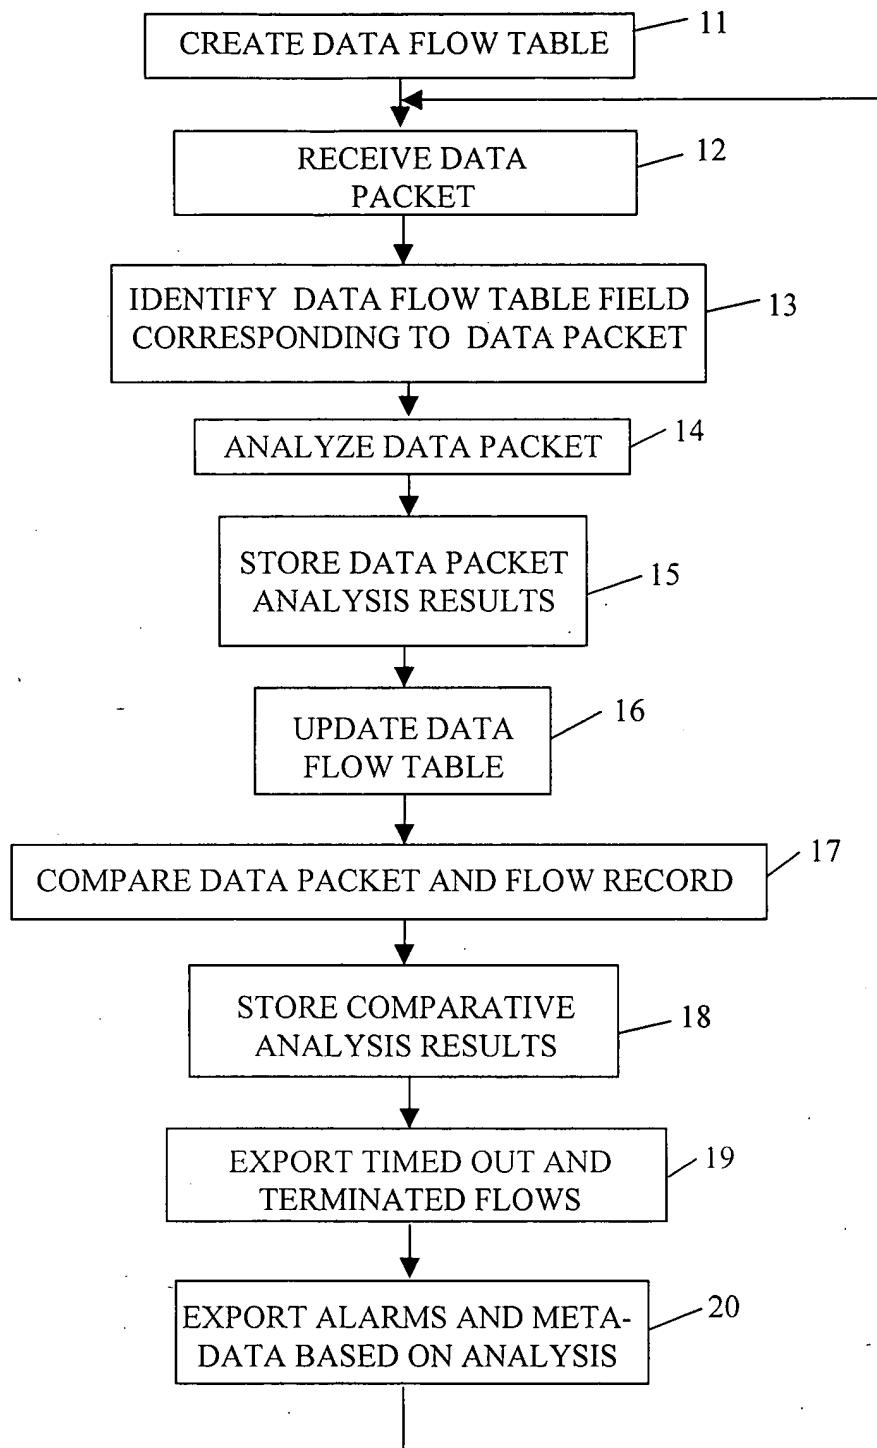 CREATE DATA FLOW TABLE
11
RECEIVE DATA
PACKET
12
IDENTIFY DATA FLOW TABLE FIELD
CORRESPONDING TO DATA PACKET
13
ANALYZE DATA PACKET
14
STORE DATA PACKET
ANALYSIS RESULTS
15
UPDATE DATA
FLOW TABLE
16
COMPARE DATA PACKET AND FLOW RECORD
17
STORE COMPARATIVE
ANALYSIS RESULTS
18
EXPORT TIMED OUT AND
TERMINATED FLOWS
19
EXPORT ALARMS AND META-
DATA BASED ON ANALYSIS
20